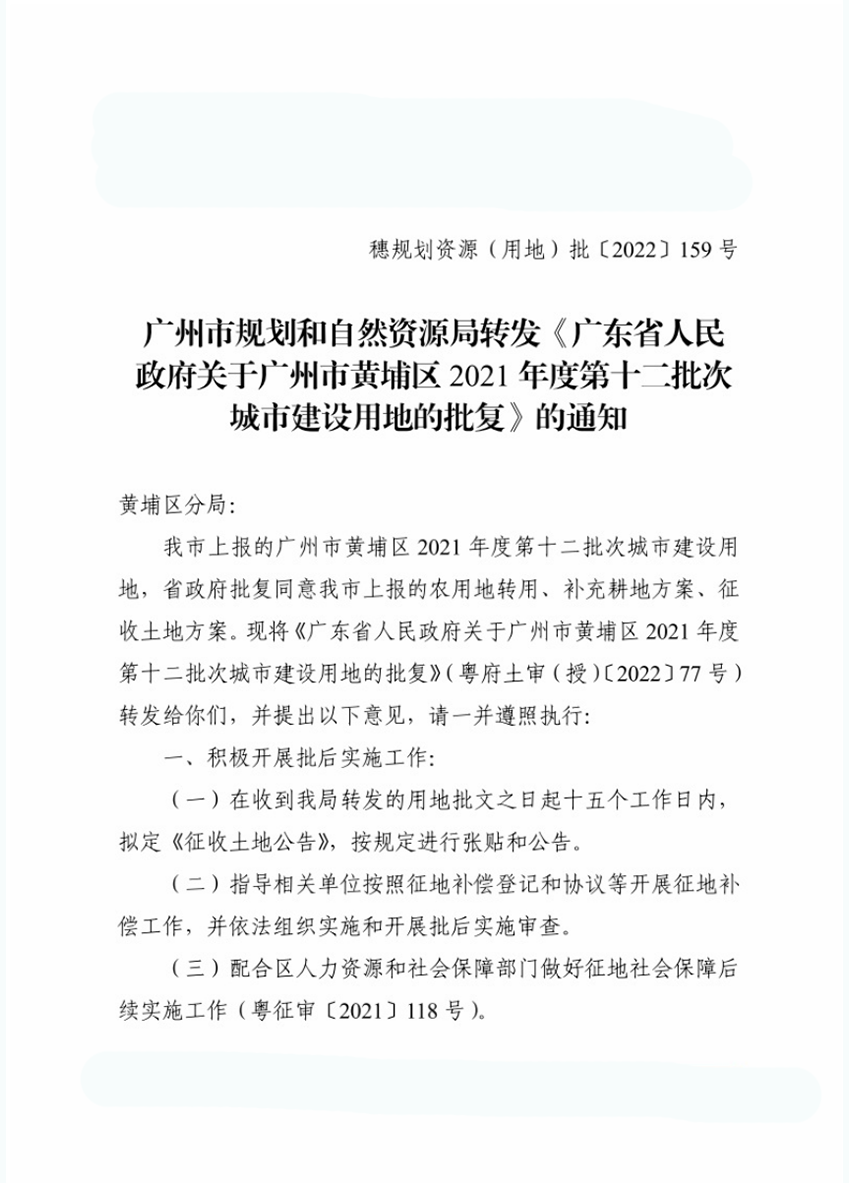 穗规划资源（用地）批〔2022〕159 号
广州市规划和自然资源局转发《广东省人民
政府关于广州市黄埔区 2021 年度第十二批次
城市建设用地的批复》的通知
黄埔区分局：
我市上报的广州市黄埔区 2021 年度第十二批次城市建设用
地，省政府批复同意我市上报的农用地转用、补充耕地方案、征
收土地方案。现将《广东省人民政府关于广州市黄埔区 2021 年度
第十二批次城市建设用地的批复》（粤府土审（授）〔2022〕77 号）
转发给你们，并提出以下意见，请一并遵照执行：
一、积极开展批后实施工作：
（一）在收到我局转发的用地批文之日起十五个工作日内，
拟定《征收土地公告》，按规定进行张贴和公告。
（二）指导相关单位按照征地补偿登记和协议等开展征地补
偿工作，并依法组织实施和开展批后实施审查。
（三）配合区人力资源和社会保障部门做好征地社会保障后
续实施工作（粤征审〔2021〕118 号）。